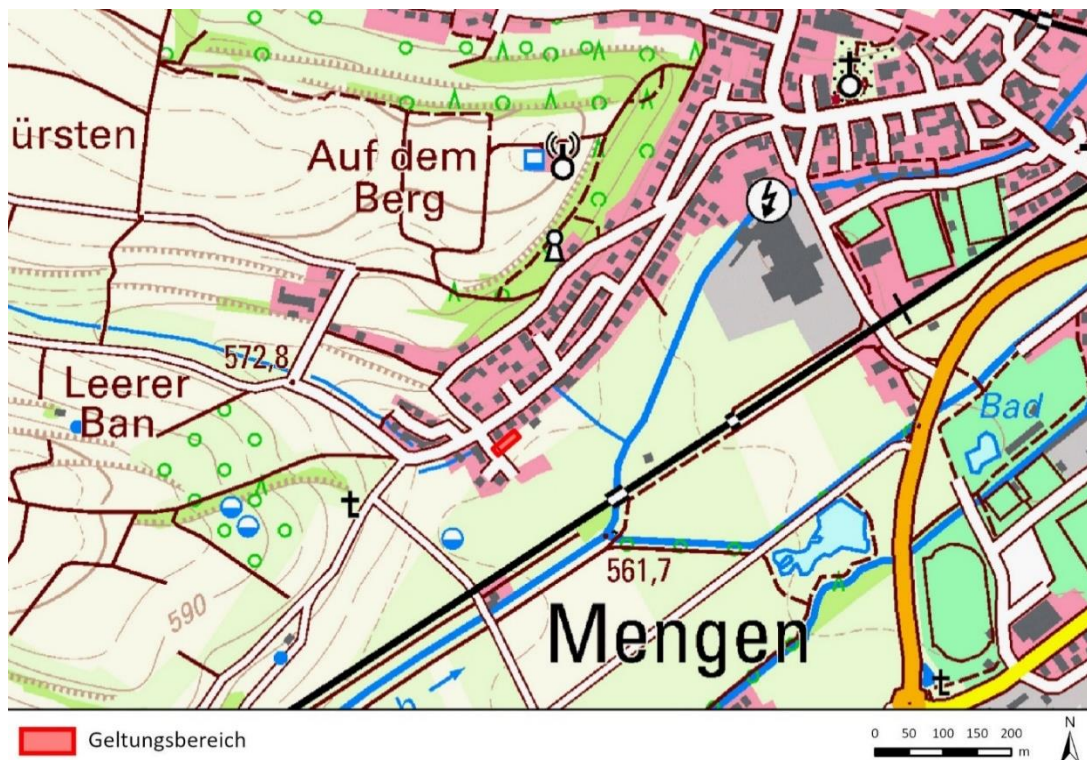 ürsten
Auf dem
Berg
572,8
Leerer
Ban
Bad
590
561,7
Mengen
Geltungsbereich
0 50 100 150 200
m
N